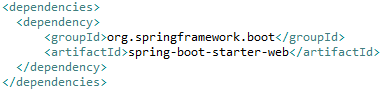 <dependencies>
  <dependency>
      <groupId>org.springframework.boot</groupId>
      <artifactId>spring-boot-starter-web</artifactId>
  </dependency>
</dependencies>